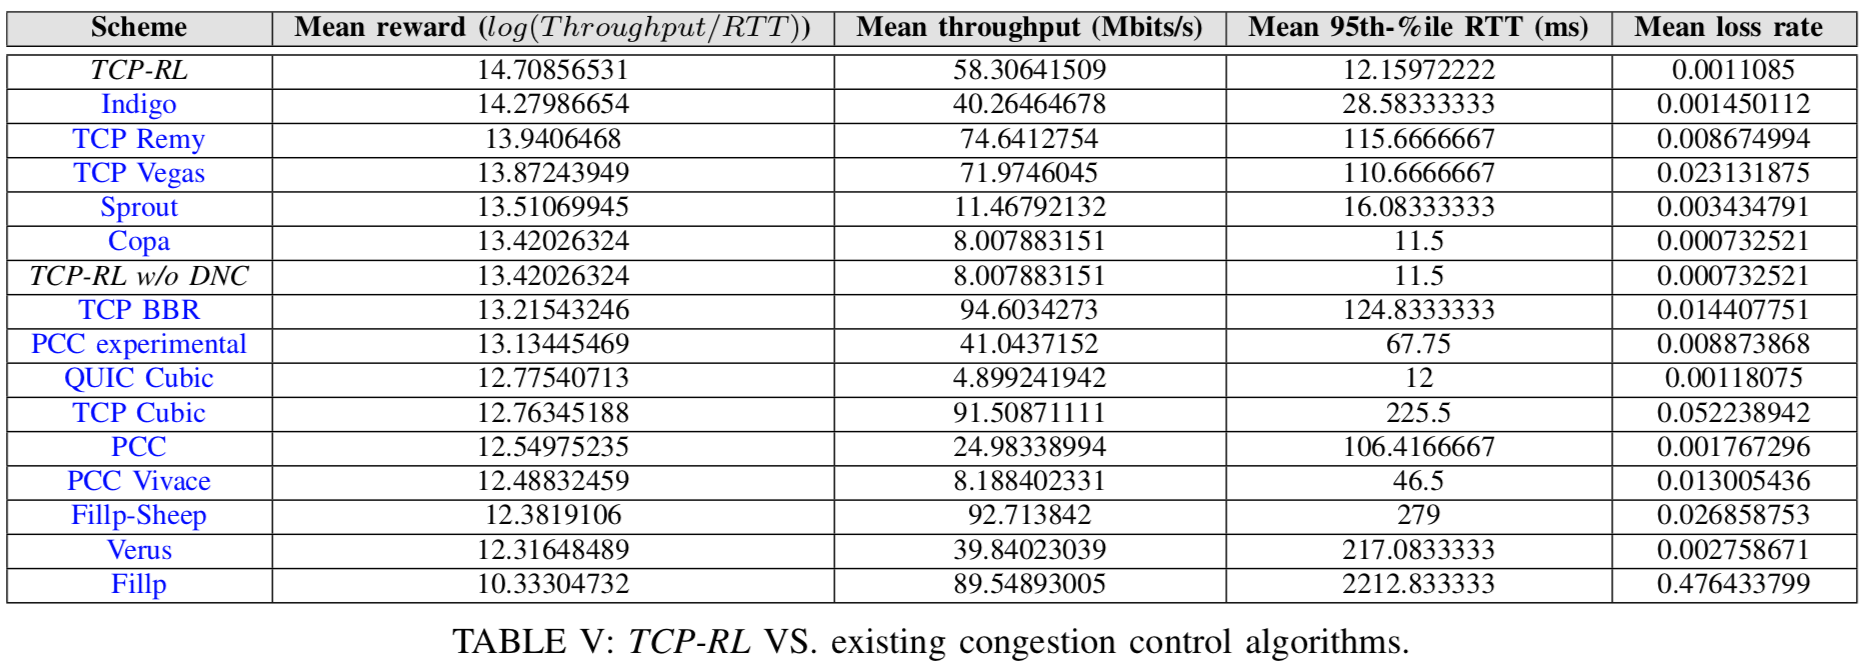 Scheme Mean reward (log(Throughput/RTT)) Mean throughput (Mbits/s) Mean 95th-%ile RTT (ms) Mean loss rate
TCP-RL 14.70856531 58.30641509 12.15972222 0.0011085
Indigo 14.27986654 40.26464678 28.58333333 0.001450112
TCP Remy 13.9406468 74.6412754 115.6666667 0.008674994
TCP Vegas 13.87243949 71.9746045 110.6666667 0.023131875
Sprout 13.51069945 11.46792132 16.08333333 0.003434791
Copa 13.42026324 8.007883151 11.5 0.000732521
TCP-RL w/o DNC 13.42026324 8.007883151 11.5 0.000732521
TCP BBR 13.21543246 94.6034273 124.8333333 0.014407751
PCC experimental 13.13445469 41.0437152 67.75 0.008873868
QUIC Cubic 12.77540713 4.899241942 12 0.00118075
TCP Cubic 12.76345188 91.50871111 225.5 0.052238942
PCC 12.54975235 24.98338994 106.4166667 0.001767296
PCC Vivace 12.48832459 8.188402331 46.5 0.013005436
Fillp-Sheep 12.3819106 92.713842 279 0.026858753
Verus 12.31648489 39.84023039 217.0833333 0.002758671
Fillp 10.33304732 89.54893005 2212.833333 0.476433799
TABLE V: TCP-RL VS. existing congestion control algorithms.